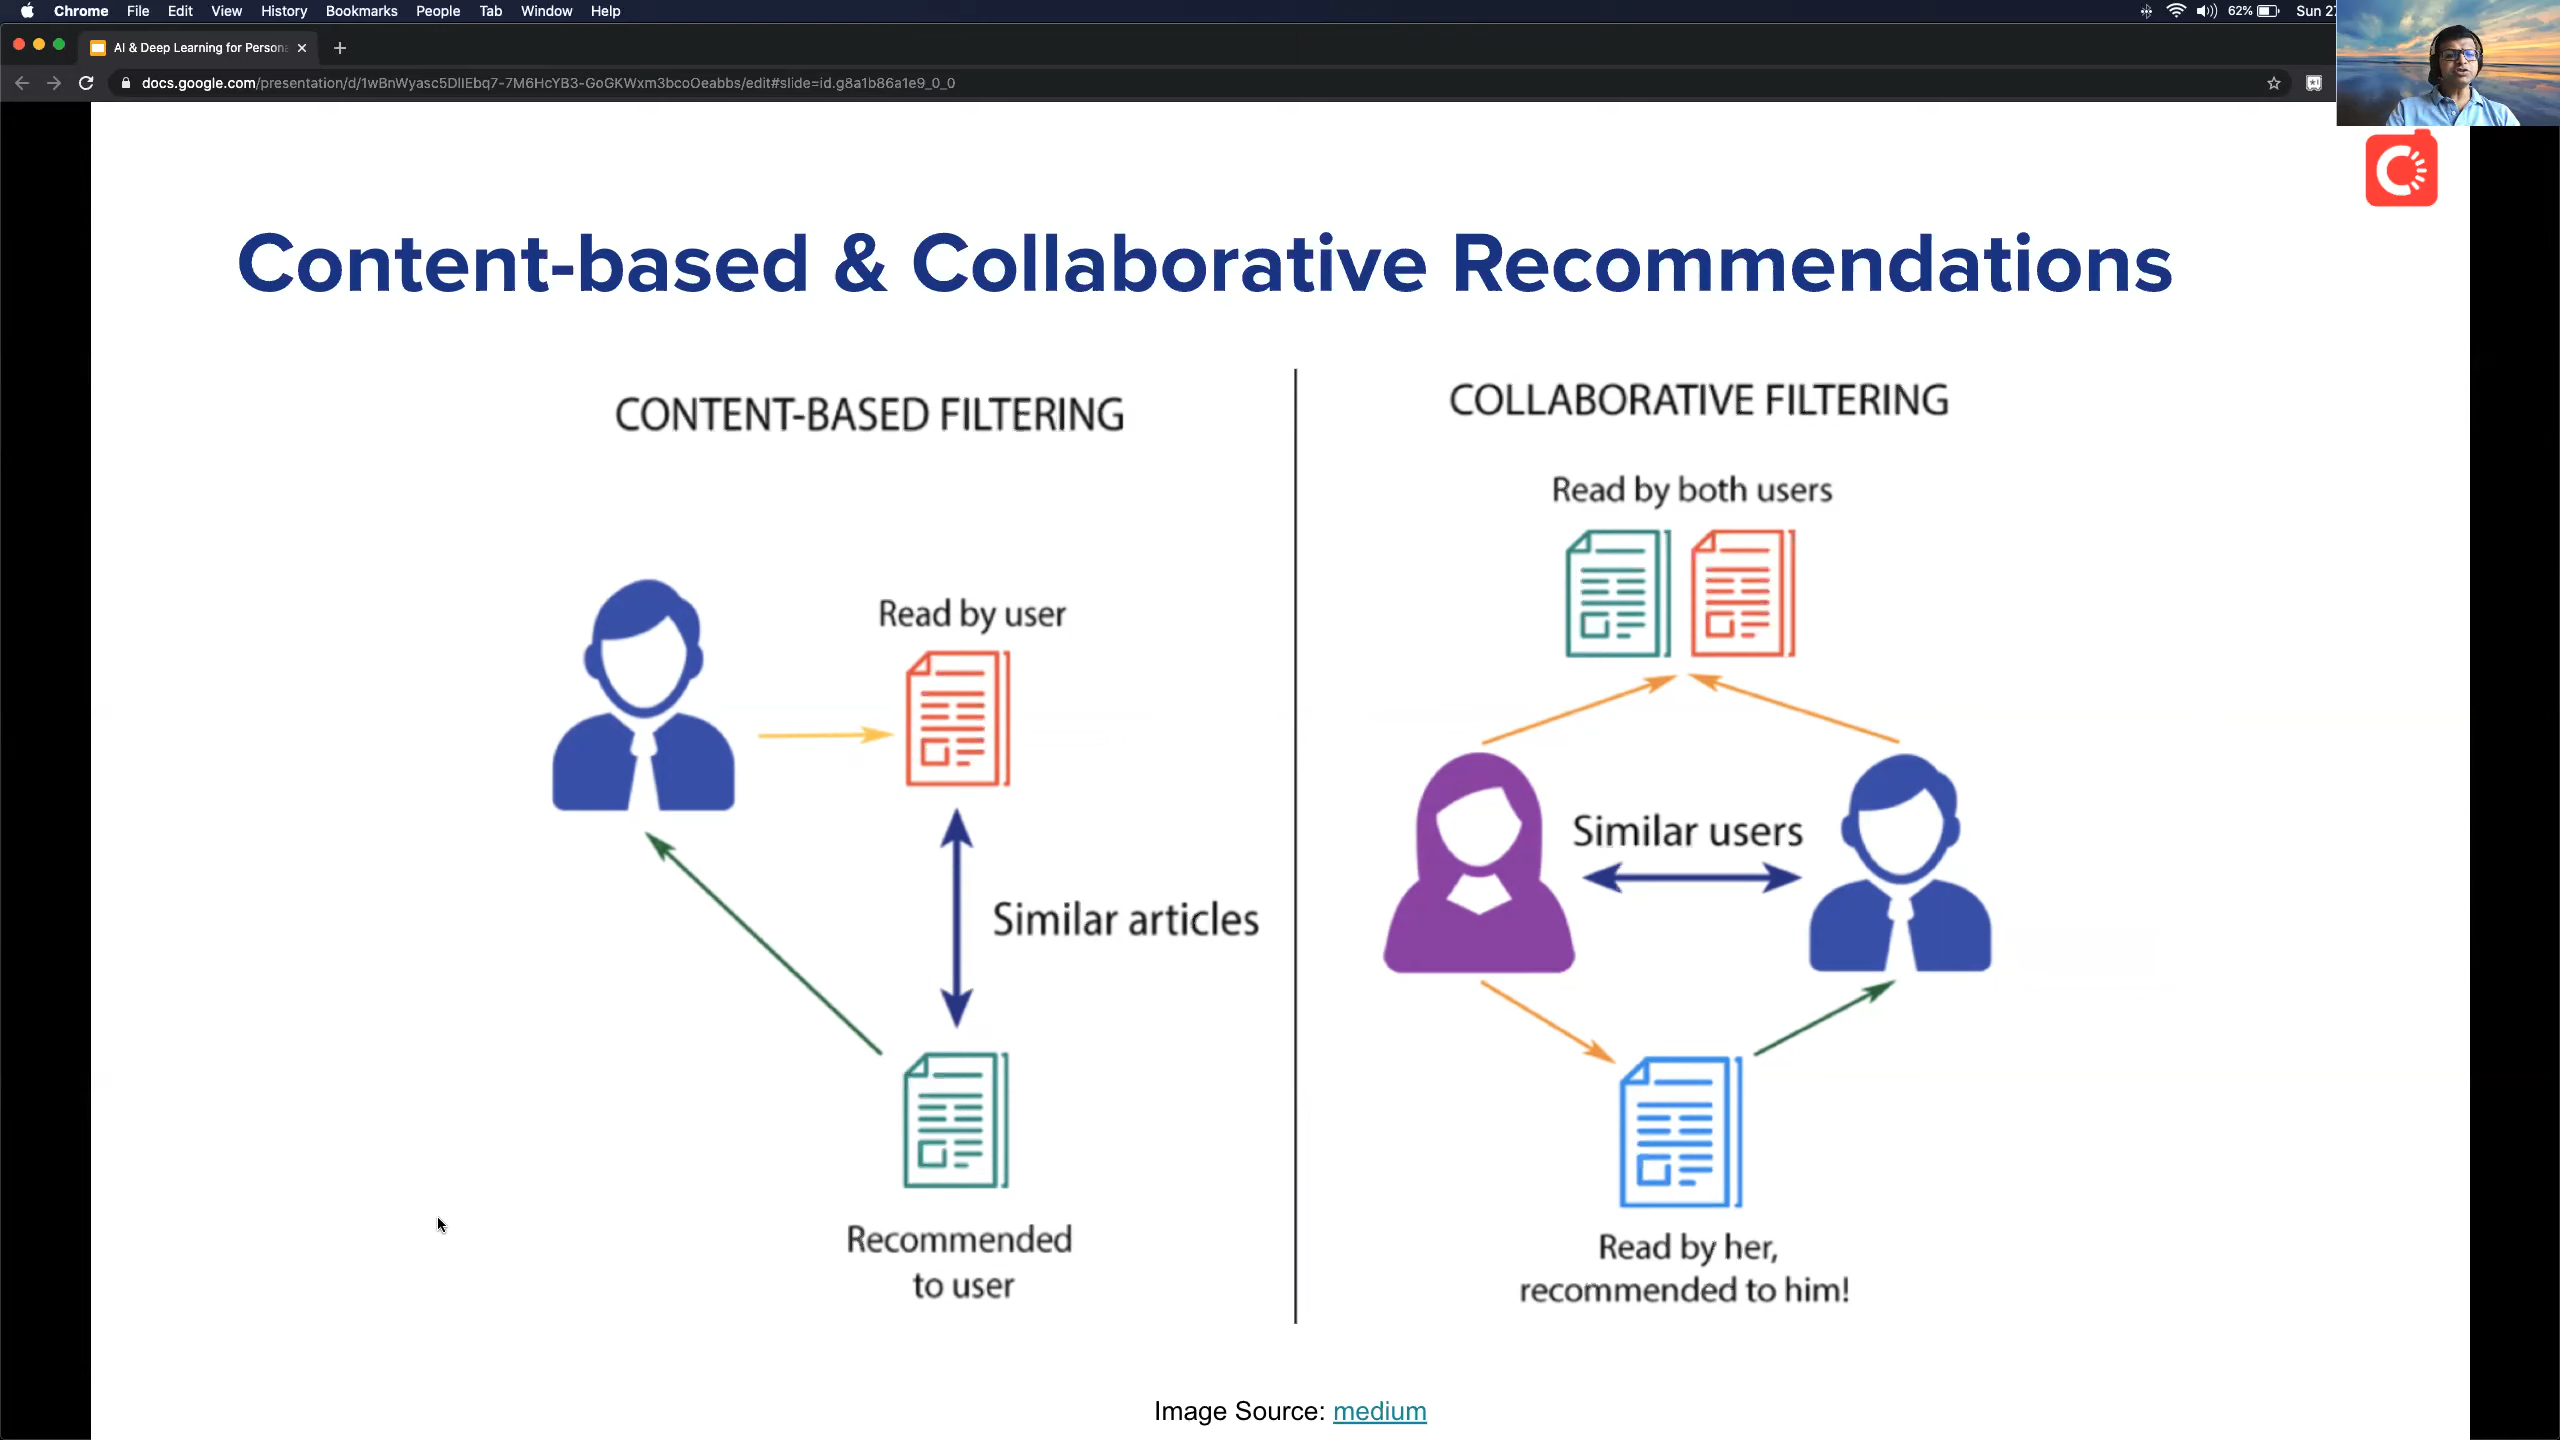 Chrome File Edit View History Bookmarks People Tab Window Help 62% Sun 27
AI & Deep Learning for Persona
docs.google.com/presentation/d/1wBnWyasc5DlIEbq7-7M6HcYB3-GoGKWxm3bcoOeabbs/edit#slide=id.g8a1b86a1e9_0_0
Content-based & Collaborative Recommendations
CONTENT-BASED FILTERING
Read by user
Similar articles
Recommended
to user
COLLABORATIVE FILTERING
Read by both users
Similar users
Read by her,
recommended to him!
Image Source: medium